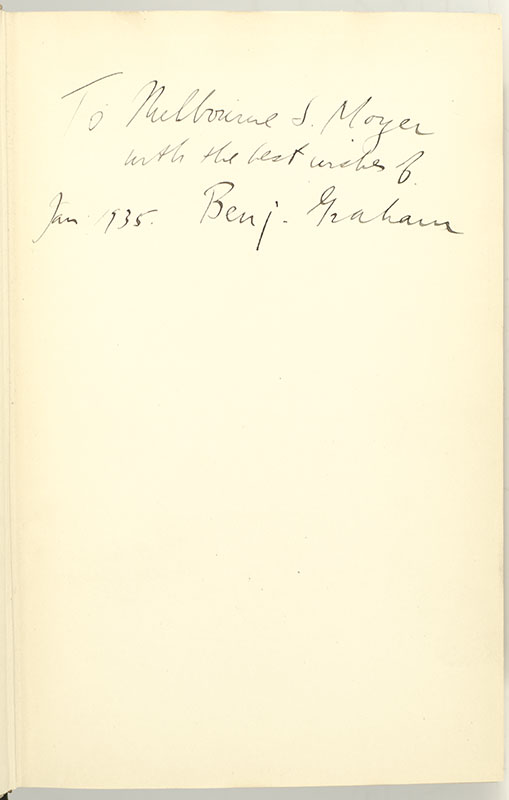 To Melbourne S. Moyer
with the best wishes of
Jan 1935. Benj. Graham